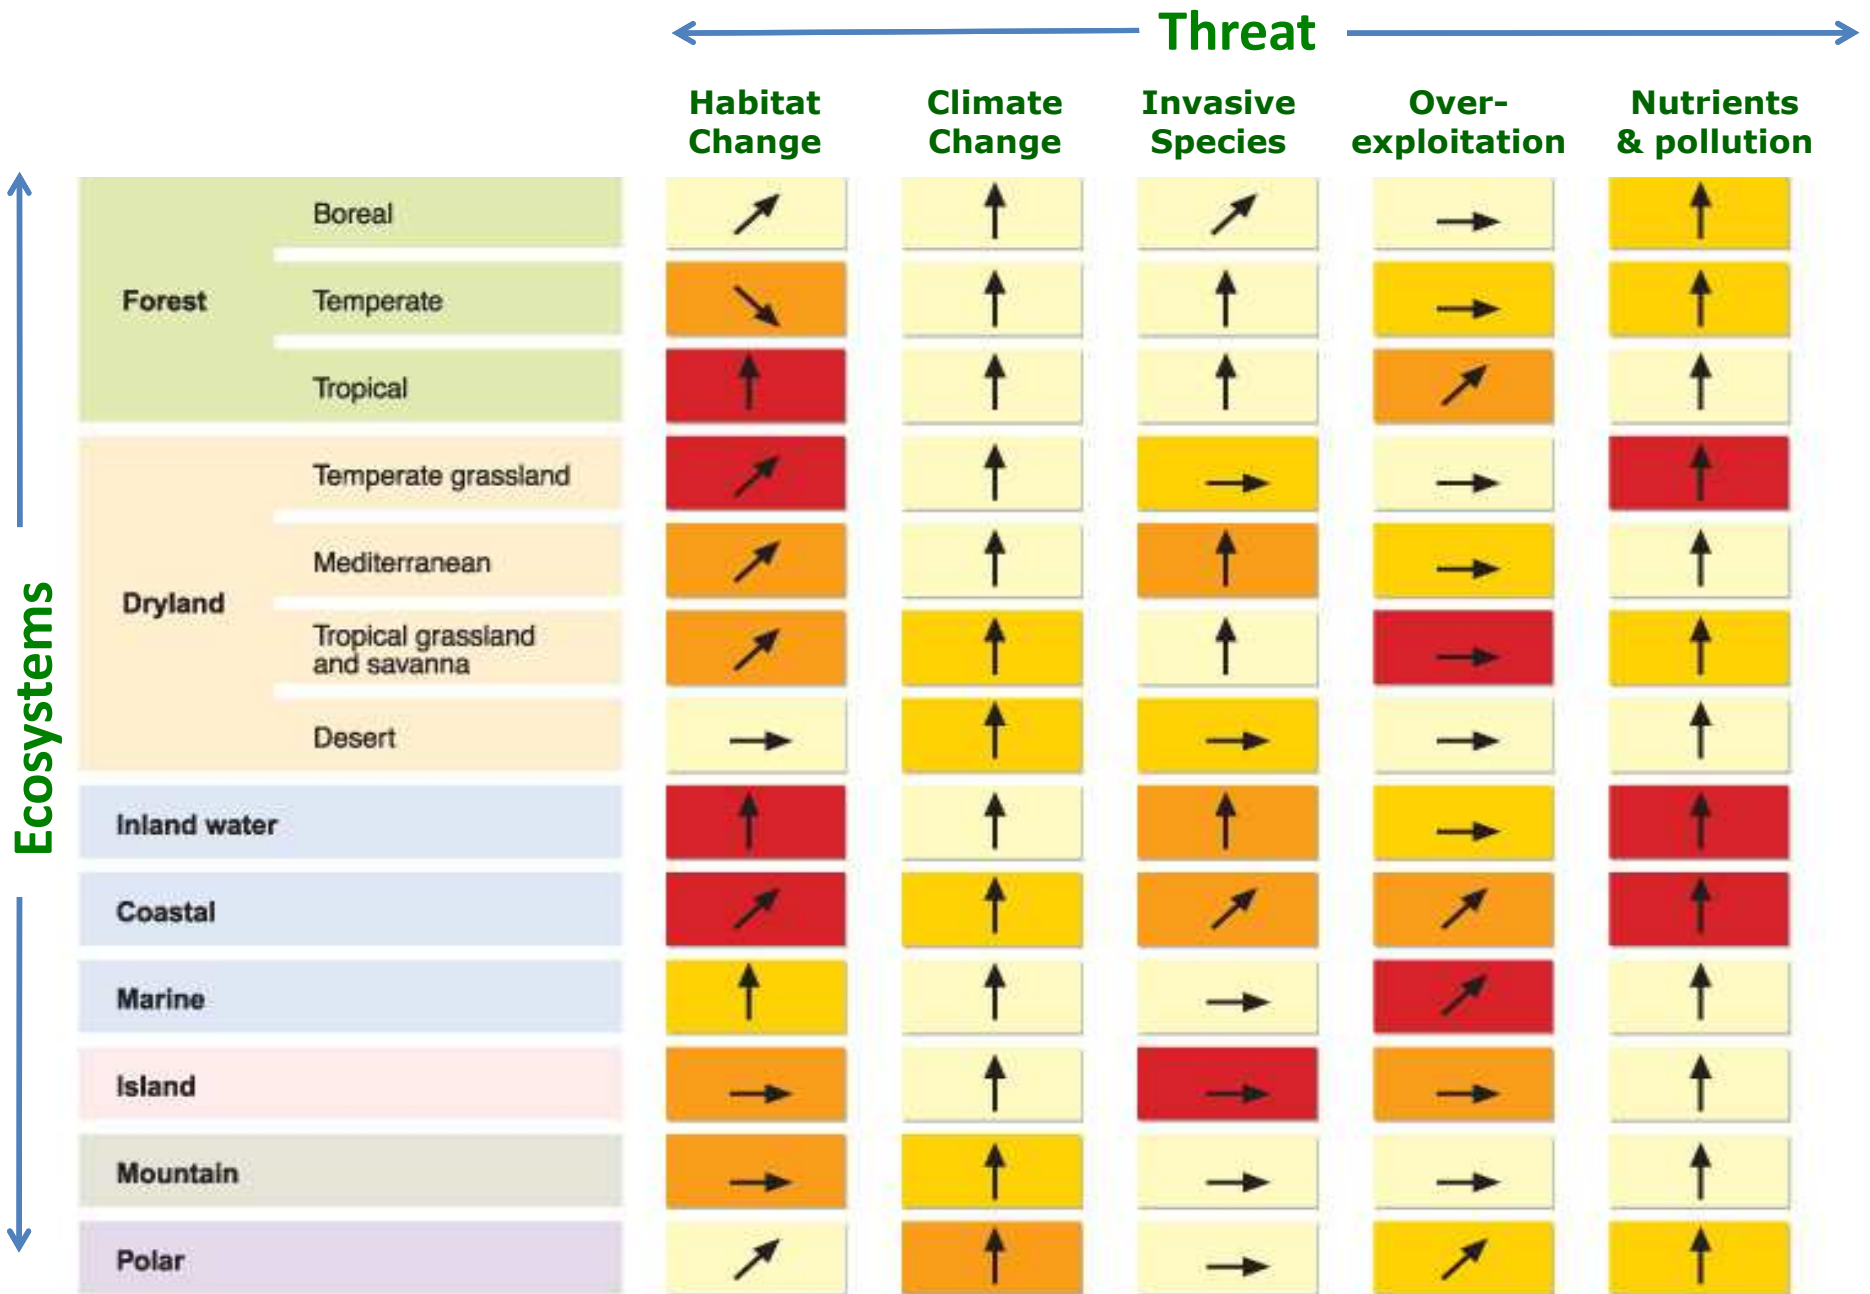 Threat
Habitat
Change
Climate
Change
Invasive
Species
Over-
exploitation
Nutrients
& pollution
Ecosystems
Forest
Boreal
Temperate
Tropical
Dryland
Temperate grassland
Mediterranean
Tropical grassland
and savanna
Desert
Inland water
Coastal
Marine
Island
Mountain
Polar